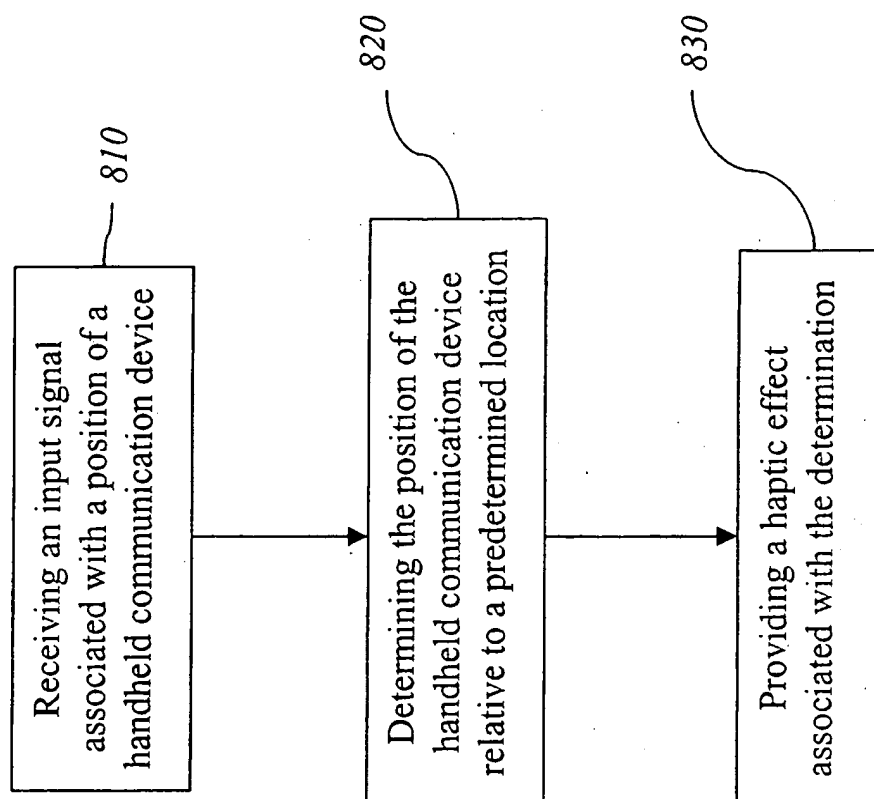 Receiving an input signal
associated with a position of a
handheld communication device
810
Determining the position of the
handheld communication device
relative to a predetermined location
820
Providing a haptic effect
associated with the determination
830